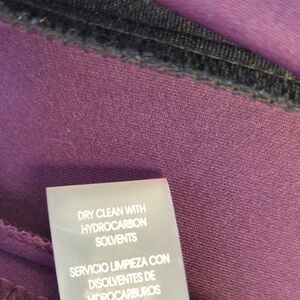 DRY CLEAN WITH
HYDROCARBON
SOLVENTS
SERVICIO LIMPIEZA CON
DISOLVENTES DE
HIDROCARBUROS